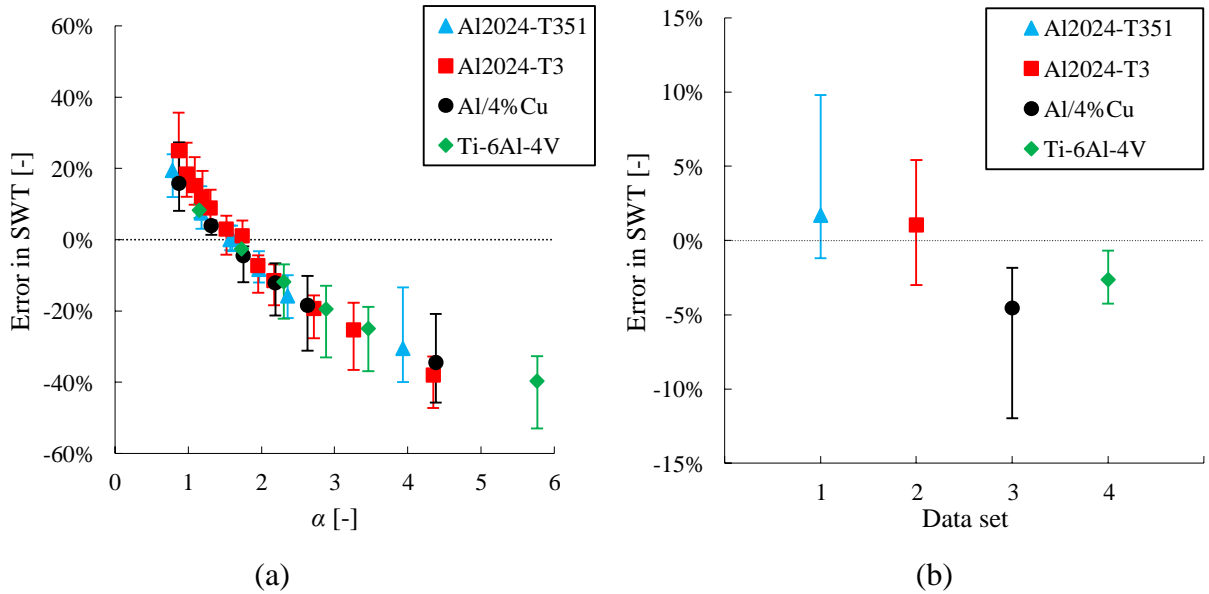 60%
40%
20%
0%
-20%
-40%
-60%
Error in SWT [-]
0 1 2 3 4 5 6
α [-]
Al2024-T351
Al2024-T3
Al/4%Cu
Ti-6Al-4V
(a)
15%
10%
5%
0%
-5%
-10%
-15%
Error in SWT [-]
1 2 3 4
Data set
Al2024-T351
Al2024-T3
Al/4%Cu
Ti-6Al-4V
(b)